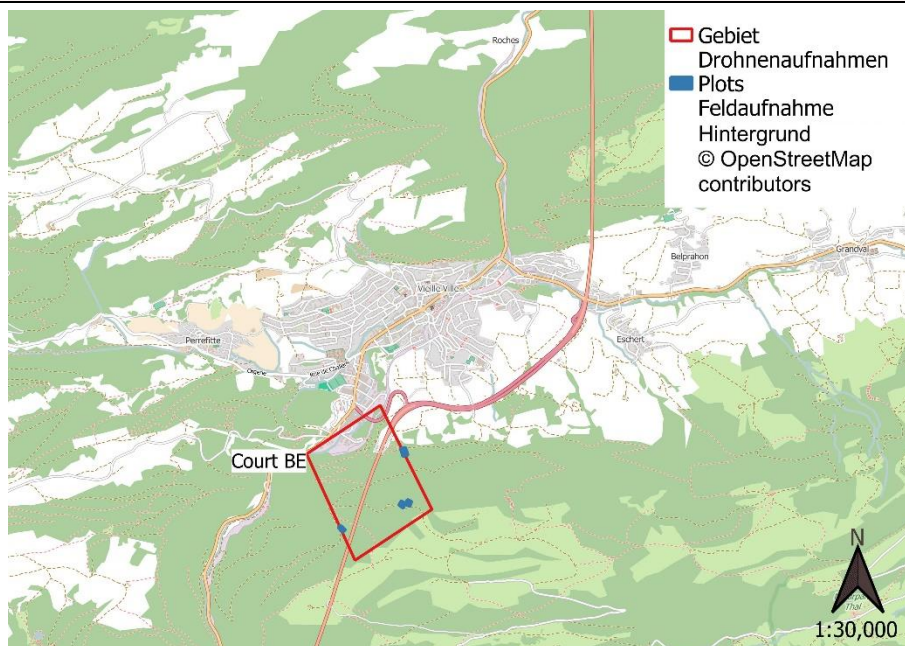 Gebiet
Drohnenaufnahmen
Plots
Feldaufnahme
Hintergrund
© OpenStreetMap
contributors
Roches
Belprahon
Grandval
Vieille Ville
Perrefitte
Eschert
Court BE
N
Thal
1:30,000